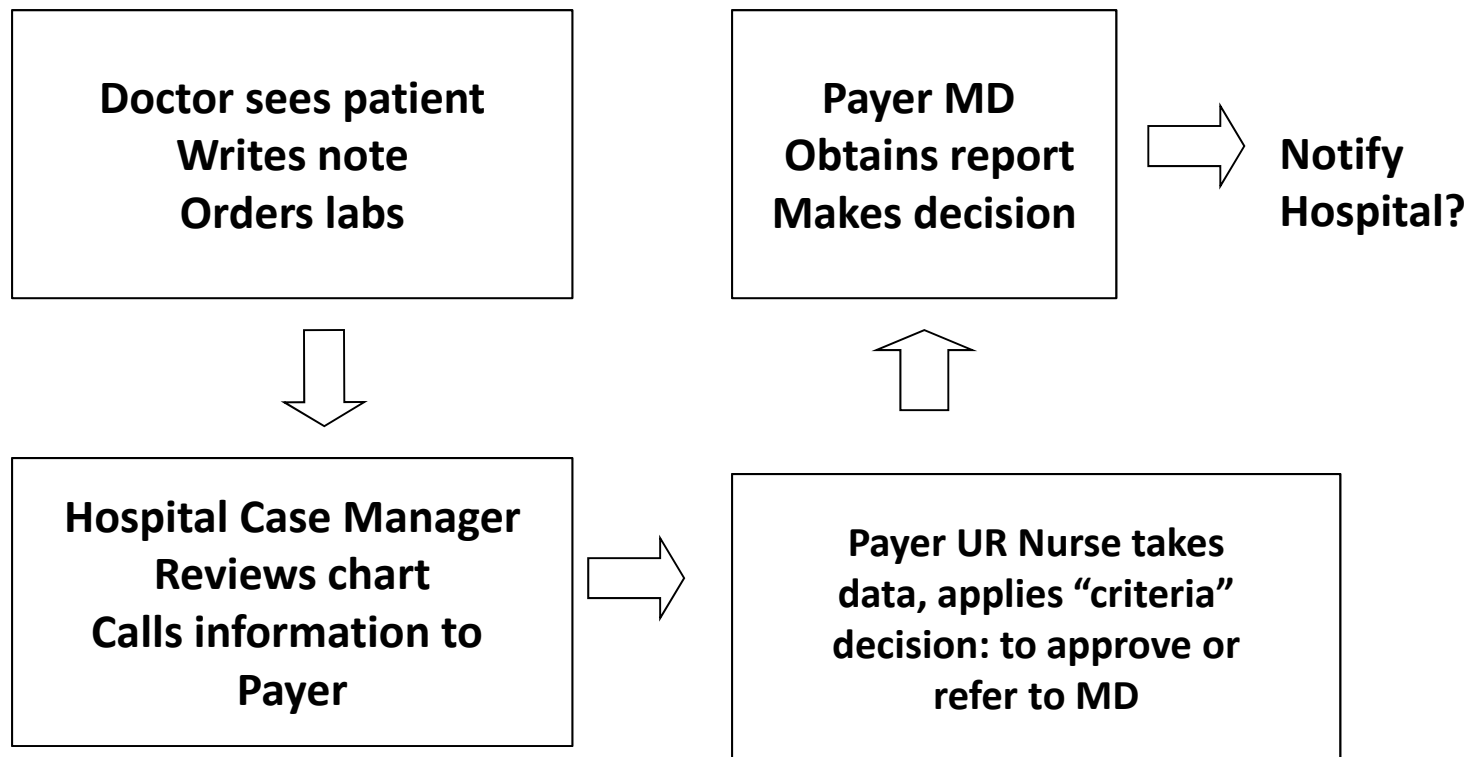 Doctor sees patient
Writes note
Orders labs
Hospital Case Manager
Reviews chart
Calls information to
Payer
Payer UR Nurse takes
data, applies “criteria”
decision: to approve or
refer to MD
Payer MD
Obtains report
Makes decision
Notify
Hospital?